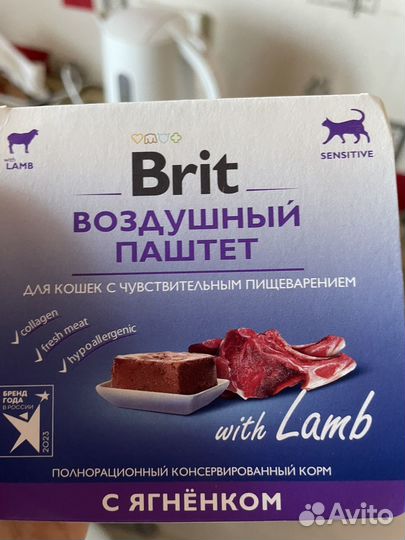 with
LAMB
SENSITIVE
Brit
ВОЗДУШНЫЙ
ПАШТЕТ
ДЛЯ КОШЕК С ЧУВСТВИТЕЛЬНЫМ ПИЩЕВАРЕНИЕМ
collagen
fresh meat
hypoallergenic
БРЕНД
ГОДА
В РОССИИ
2023
with Lamb
ПОЛНОРАЦИОННЫЙ КОНСЕРВИРОВАННЫЙ КОРМ
С ЯГНЁНКОМ
Avito